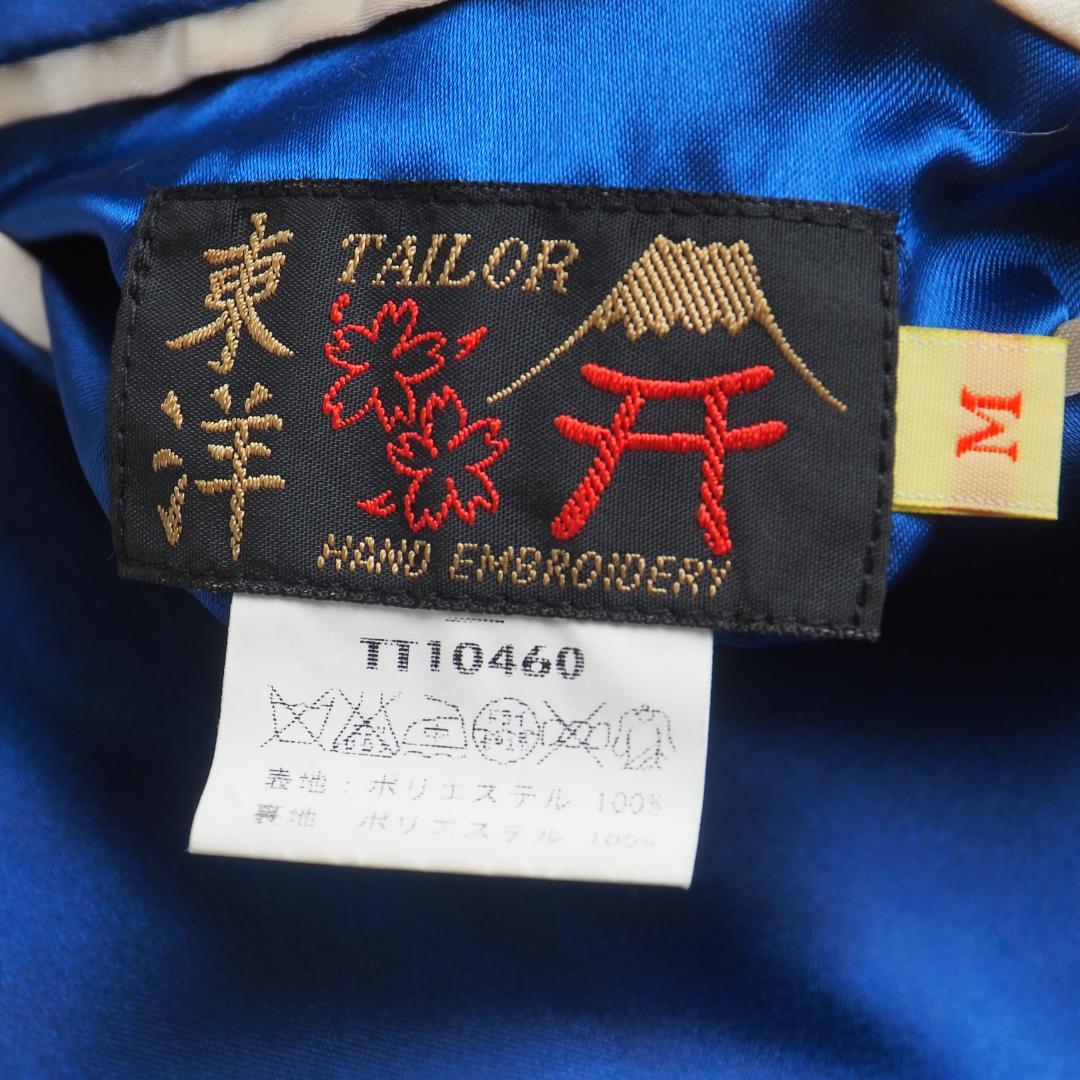 東洋
TAILOR
HAND EMBROIDERY
M
TT10460
表地:ポリエステル 100%
裏地:ポリエステル 100%